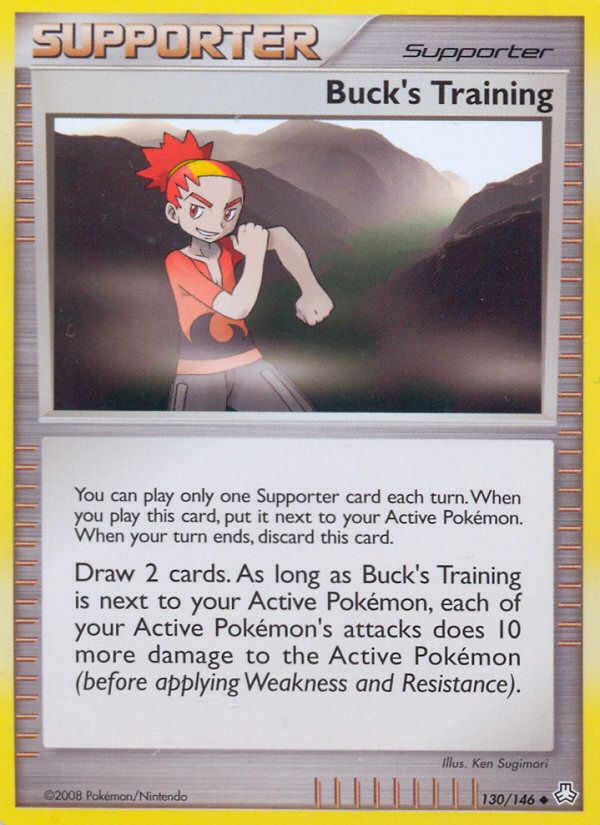 SUPPORTER
Supporter
Buck's Training
You can play only one Supporter card each turn. When
you play this card, put it next to your Active Pokémon.
When your turn ends, discard this card.
Draw 2 cards. As long as Buck's Training
is next to your Active Pokémon, each of
your Active Pokémon's attacks does 10
more damage to the Active Pokémon
(before applying Weakness and Resistance).
Illus. Ken Sugimori
©2008 Pokémon/Nintendo
130/146